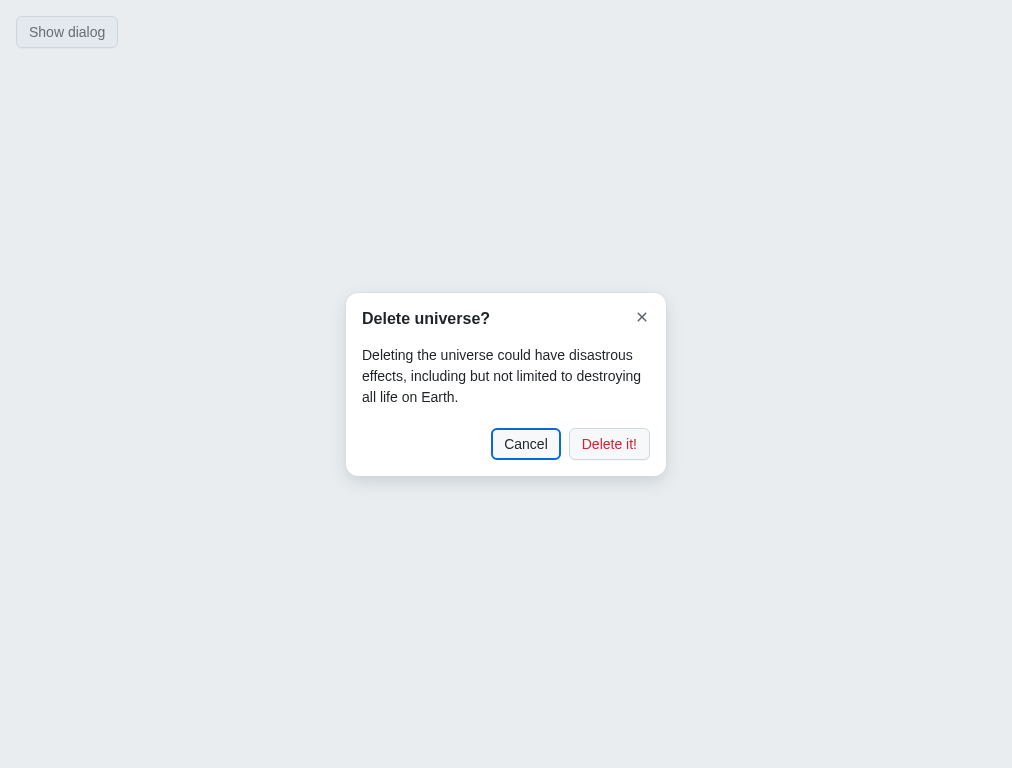 Show dialog
Delete universe?
Deleting the universe could have disastrous
effects, including but not limited to destroying
all life on Earth.
Cancel
Delete it!